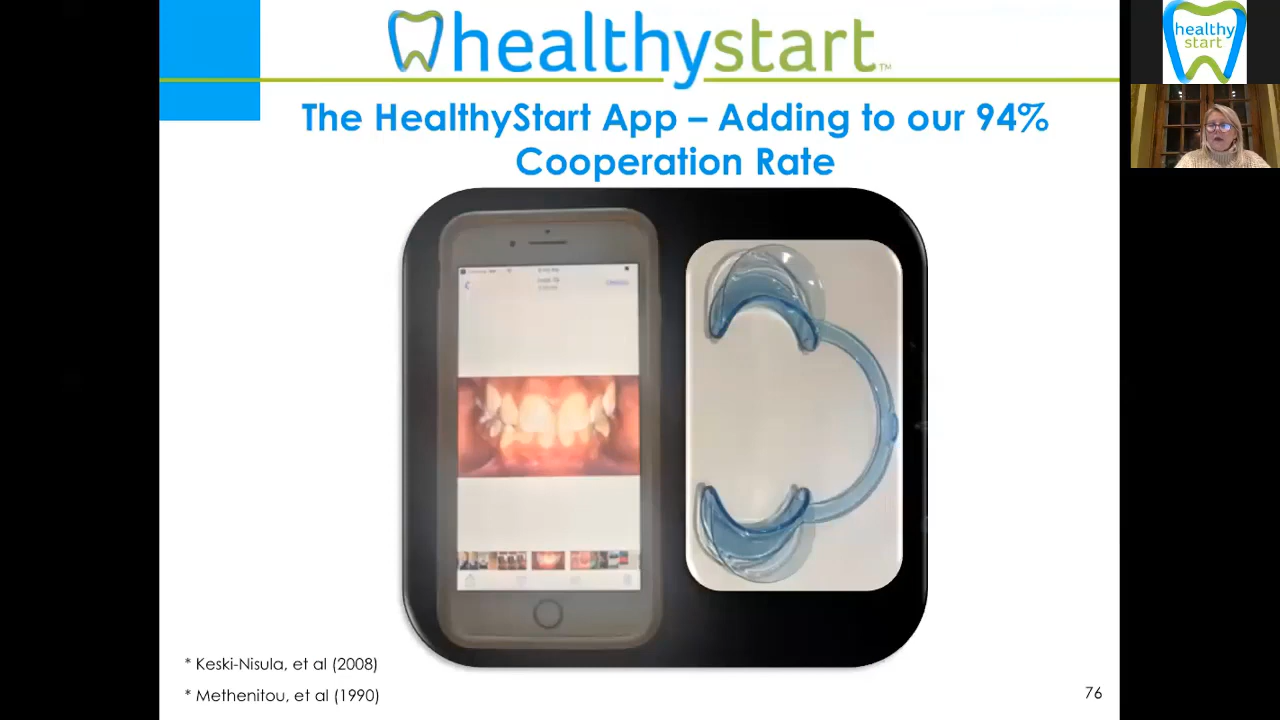 healthystart™
The HealthyStart App – Adding to our 94%
Cooperation Rate
* Keski-Nisula, et al (2008)
* Methenitou, et al (1990)
76
healthy
start